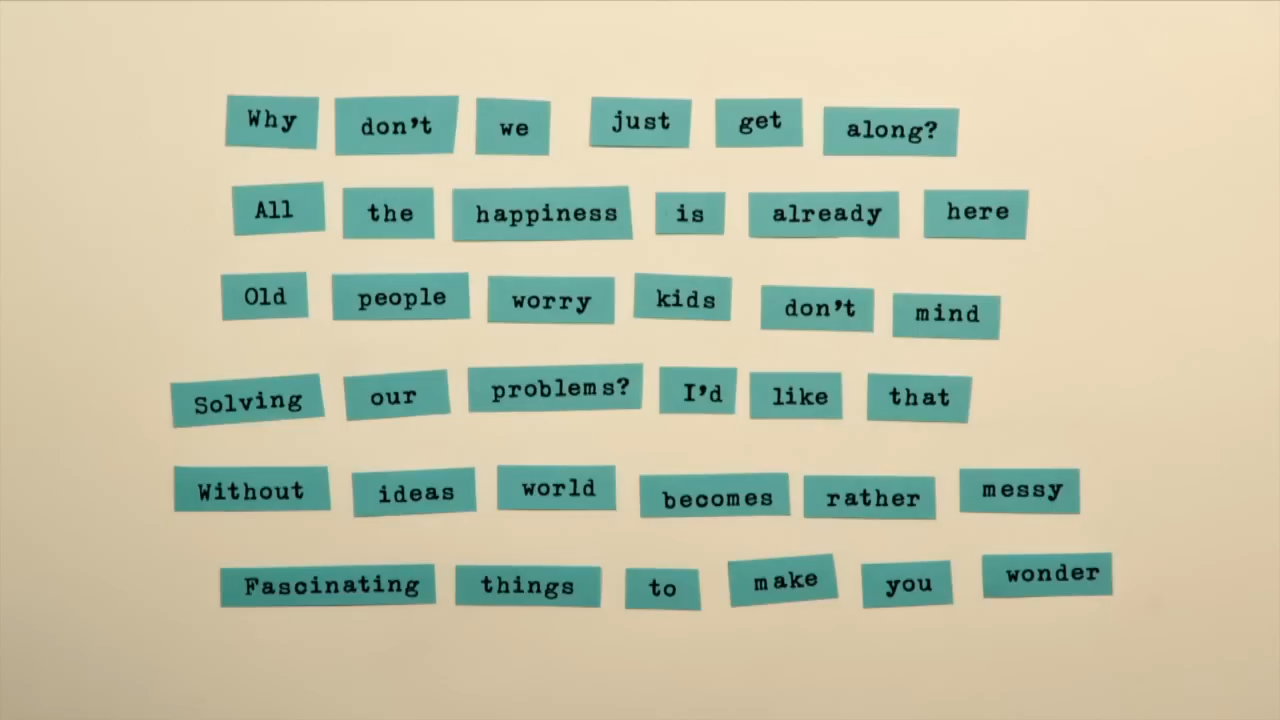 Why don't we just get along?
All the happiness is already here
Old people worry kids don't mind
Solving our problems? I'd like that
Without ideas world becomes rather messy
Fascinating things to make you wonder